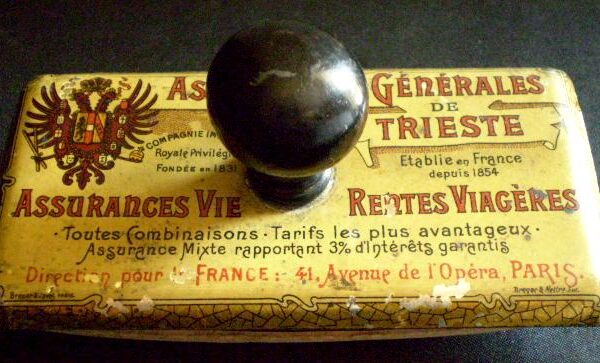 GÉNÉRALES
DE
TRIESTE
COMPAGNIE
Royale
FONDÉE en 1831
Etablie en France
depuis 1854
ASSURANCES VIE
RENTES VIAGÈRES
·Toutes Combinaisons·Tarifs les plus avantageux·
Assurance Mixte rapportant 3% d'Intérêts garantis
Direction pour la FRANCE: 41, Avenue de l'Opéra, PARIS.